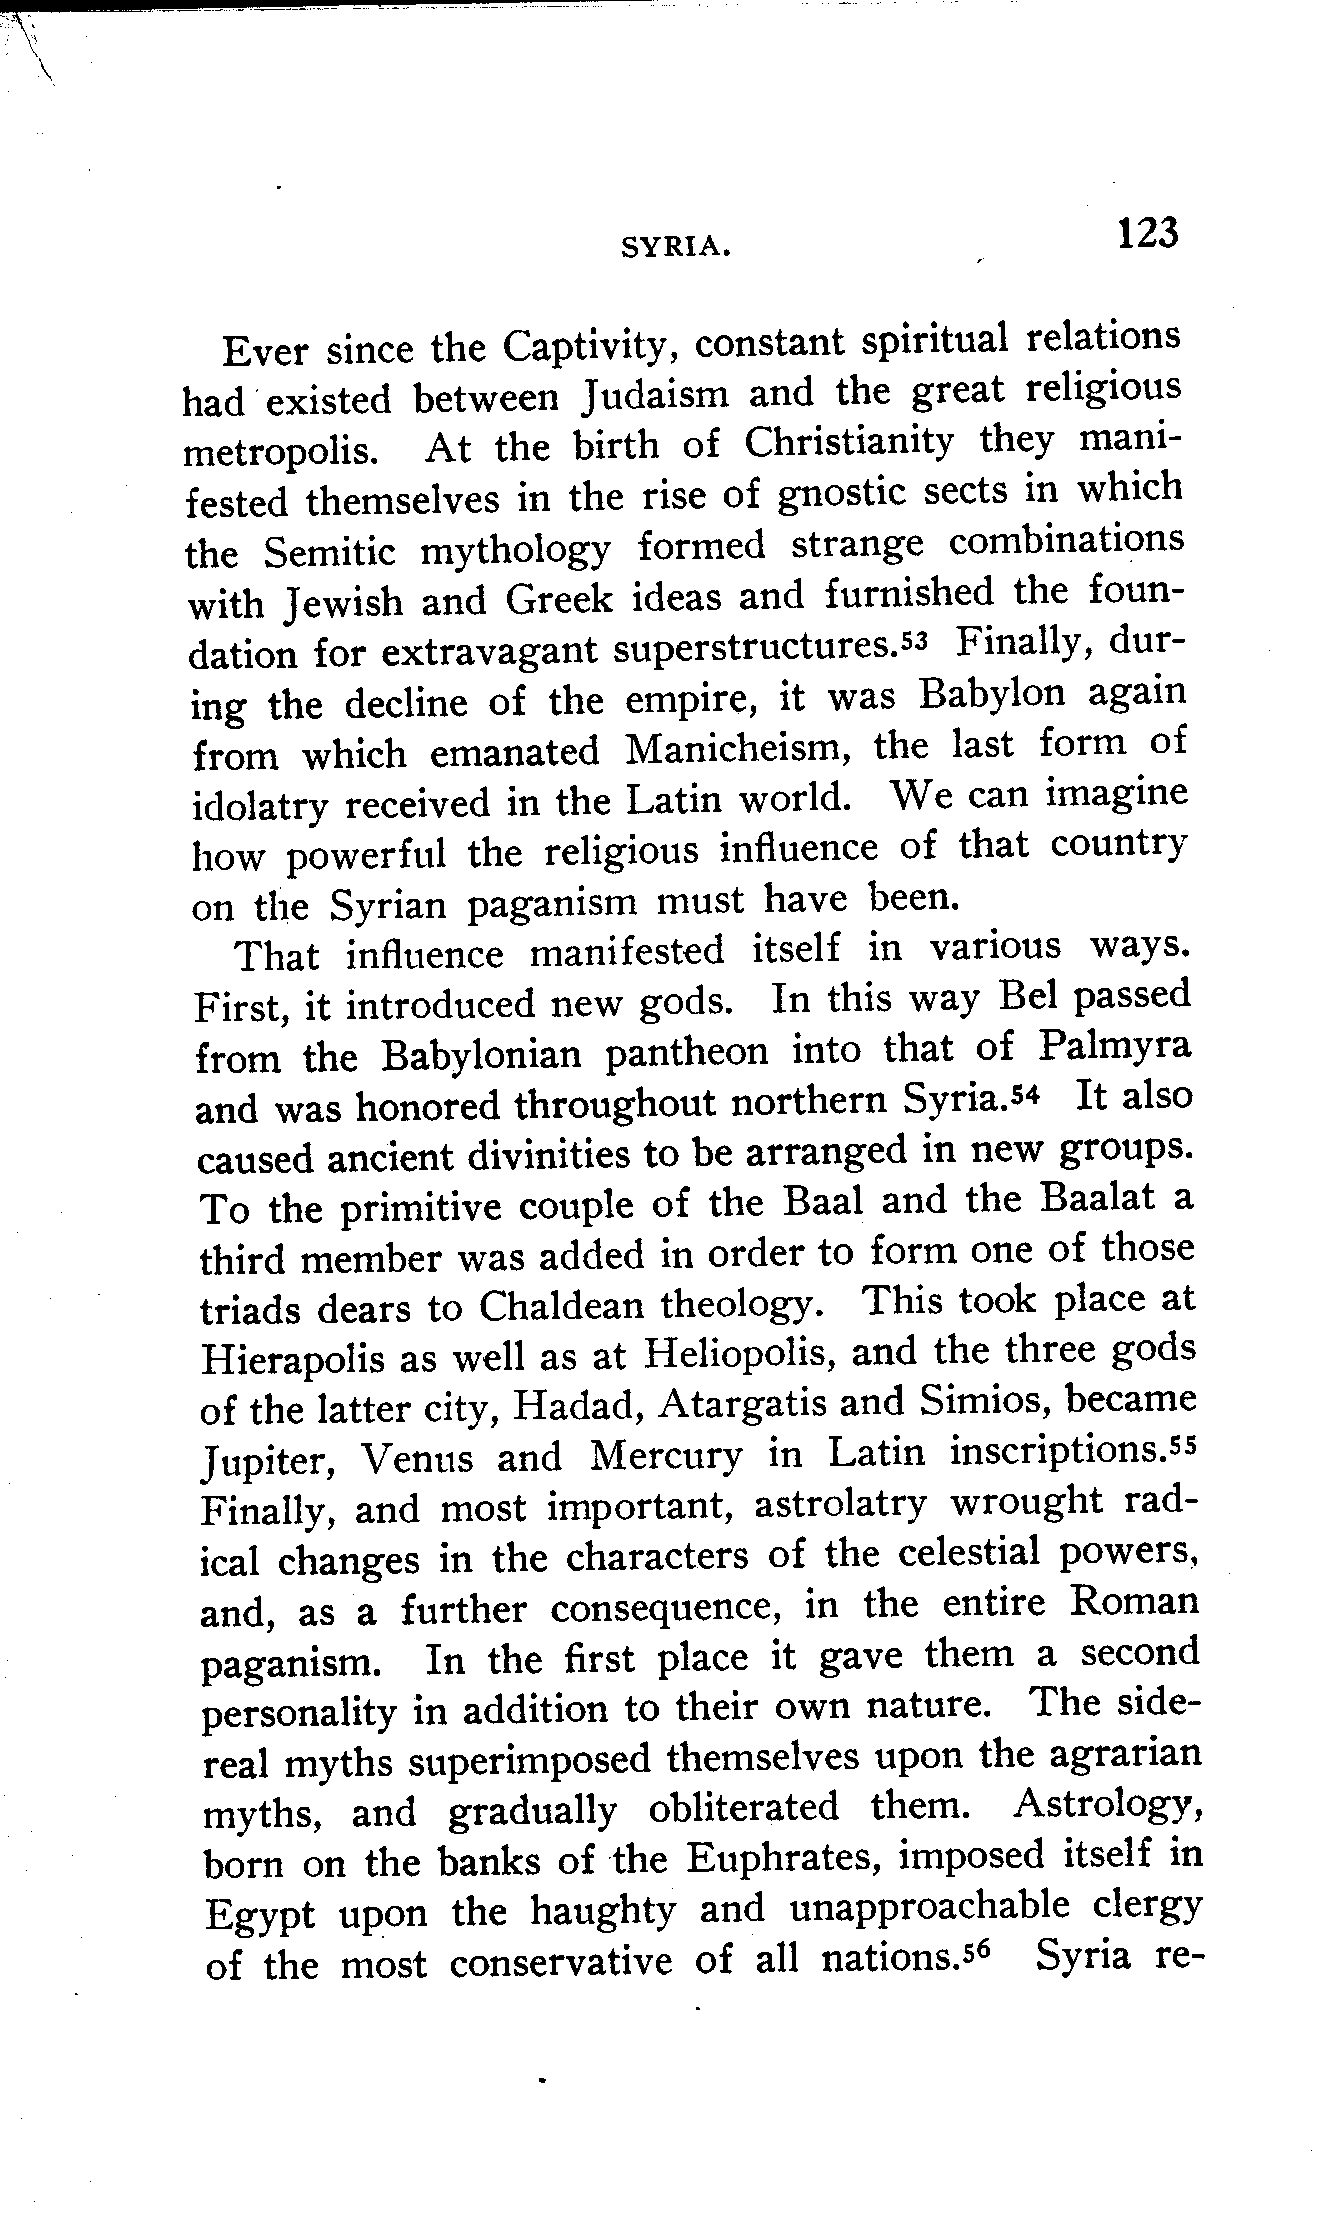 SYRIA. 123
Ever since the Captivity, constant spiritual relations
had existed between Judaism and the great religious
metropolis. At the birth of Christianity they mani-
fested themselves in the rise of gnostic sects in which
the Semitic mythology formed strange combinations
with Jewish and Greek ideas and furnished the foun-
dation for extravagant superstructures.53 Finally, dur-
ing the decline of the empire, it was Babylon again
from which emanated Manicheism, the last form of
idolatry received in the Latin world. We can imagine
how powerful the religious influence of that country
on the Syrian paganism must have been.
That influence manifested itself in various ways.
First, it introduced new gods. In this way Bel passed
from the Babylonian pantheon into that of Palmyra
and was honored throughout northern Syria.54 It also
caused ancient divinities to be arranged in new groups.
To the primitive couple of the Baal and the Baalat a
third member was added in order to form one of those
triads dears to Chaldean theology. This took place at
Hierapolis as well as at Heliopolis, and the three gods
of the latter city, Hadad, Atargatis and Simios, became
Jupiter, Venus and Mercury in Latin inscriptions.55
Finally, and most important, astrolatry wrought rad-
ical changes in the characters of the celestial powers,
and, as a further consequence, in the entire Roman
paganism. In the first place it gave them a second
personality in addition to their own nature. The side-
real myths superimposed themselves upon the agrarian
myths, and gradually obliterated them. Astrology,
born on the banks of the Euphrates, imposed itself in
Egypt upon the haughty and unapproachable clergy
of the most conservative of all nations.56 Syria re-